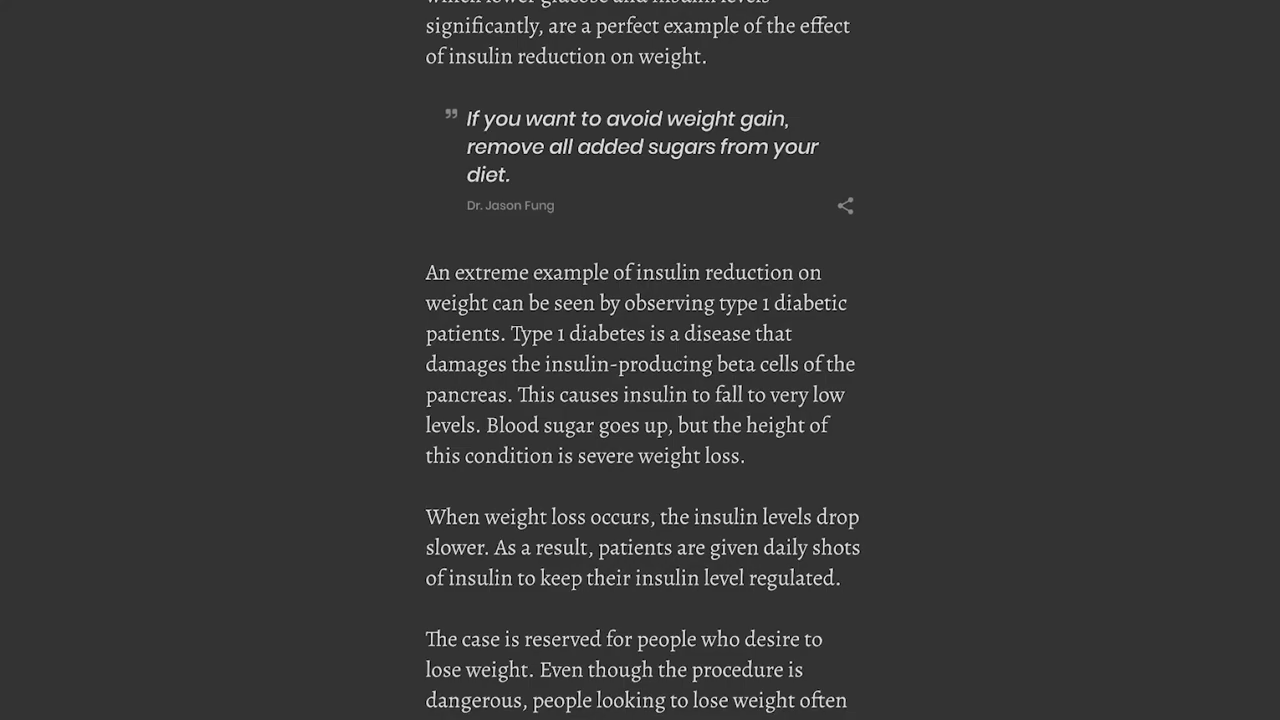 significantly, are a perfect example of the effect
of insulin reduction on weight.
" If you want to avoid weight gain,
remove all added sugars from your
diet.
Dr. Jason Fung
An extreme example of insulin reduction on
weight can be seen by observing type 1 diabetic
patients. Type 1 diabetes is a disease that
damages the insulin-producing beta cells of the
pancreas. This causes insulin to fall to very low
levels. Blood sugar goes up, but the height of
this condition is severe weight loss.
When weight loss occurs, the insulin levels drop
slower. As a result, patients are given daily shots
of insulin to keep their insulin level regulated.
The case is reserved for people who desire to
lose weight. Even though the procedure is
dangerous, people looking to lose weight often